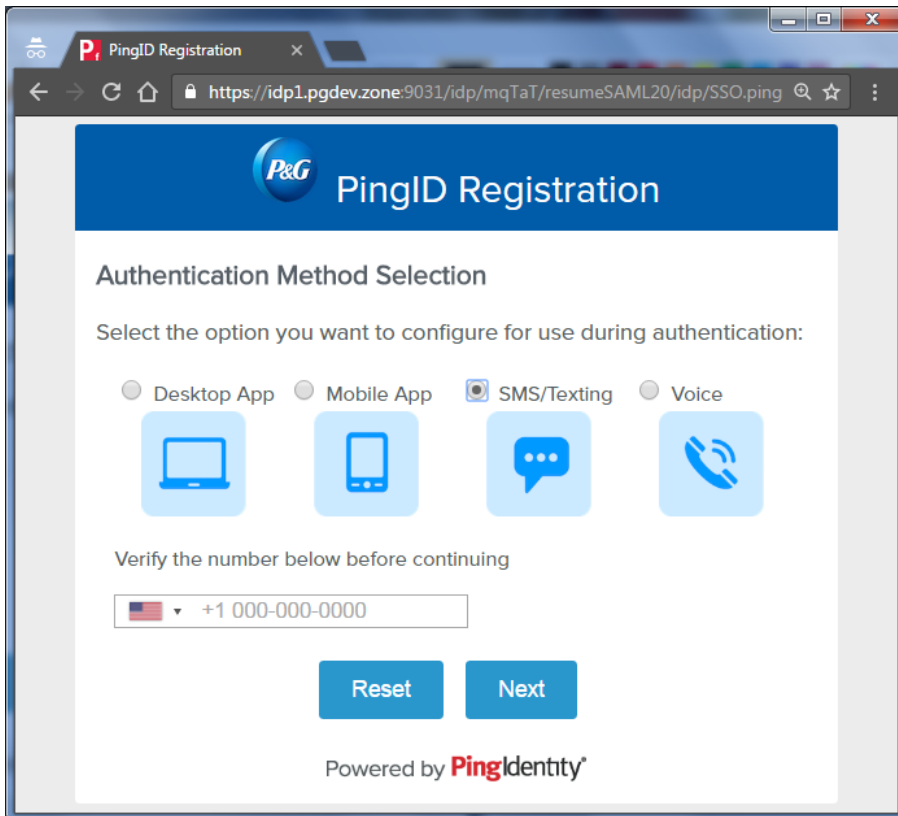 PingID Registration
https://idp1.pgdev.zone:9031/idp/mqTaT/resumeSAML20/idp/SSO.ping
P&G PingID Registration
Authentication Method Selection
Select the option you want to configure for use during authentication:
Desktop App Mobile App SMS/Texting Voice
Verify the number below before continuing
+1 000-000-0000
Reset Next
Powered by PingIdentity®